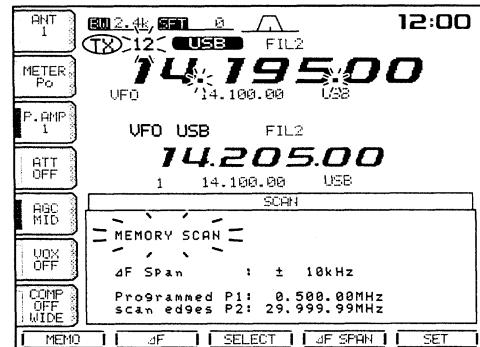 ANT
1
BW 2.4k SFT 0
12:00
TX 12 USB FIL2
14.195.00
METER
Po
VFO 14.100.00 USB
P.AMP
1
VFO USB FIL2
14.205.00
ATT
OFF
1 14.100.00 USB
AGC
MID
SCAN
MEMORY SCAN
VOX
OFF
⊿F SPan : ± 10kHz
COMP
OFF
WIDE
Programmed P1: 0.500.00MHz
scan edges P2: 29.999.99MHz
MEMO ⊿F SELECT ⊿F SPAN SET